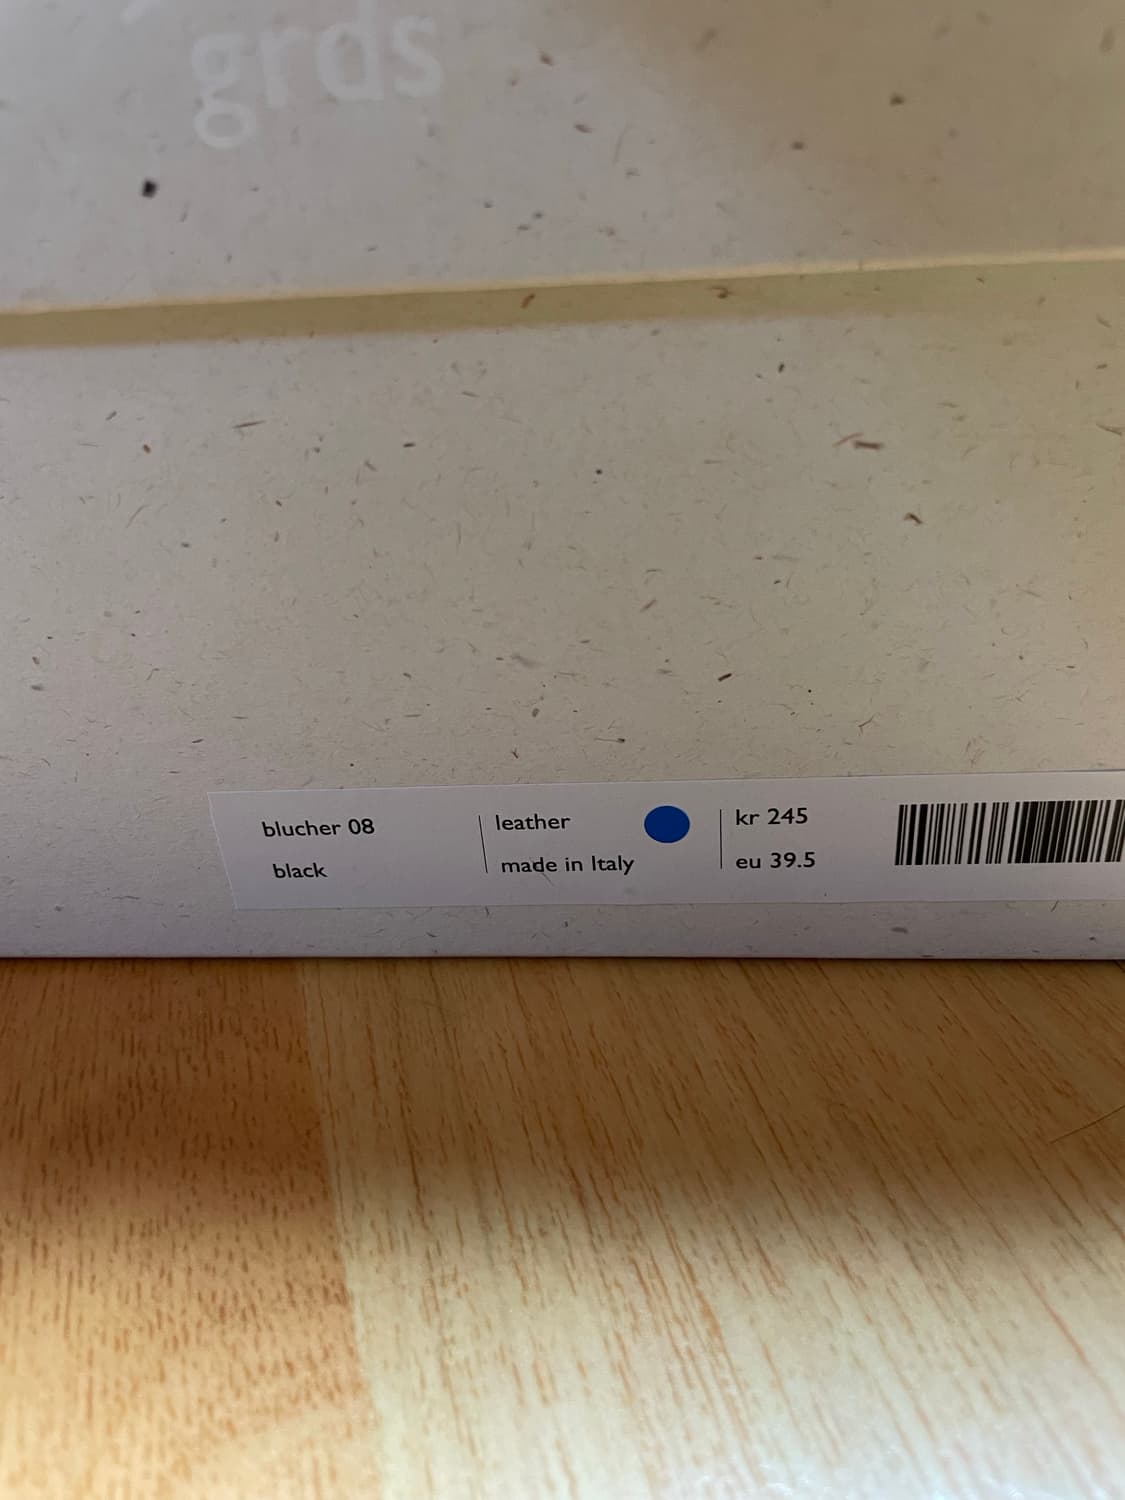 grds
blucher 08
black
leather
made in Italy
kr 245
eu 39.5